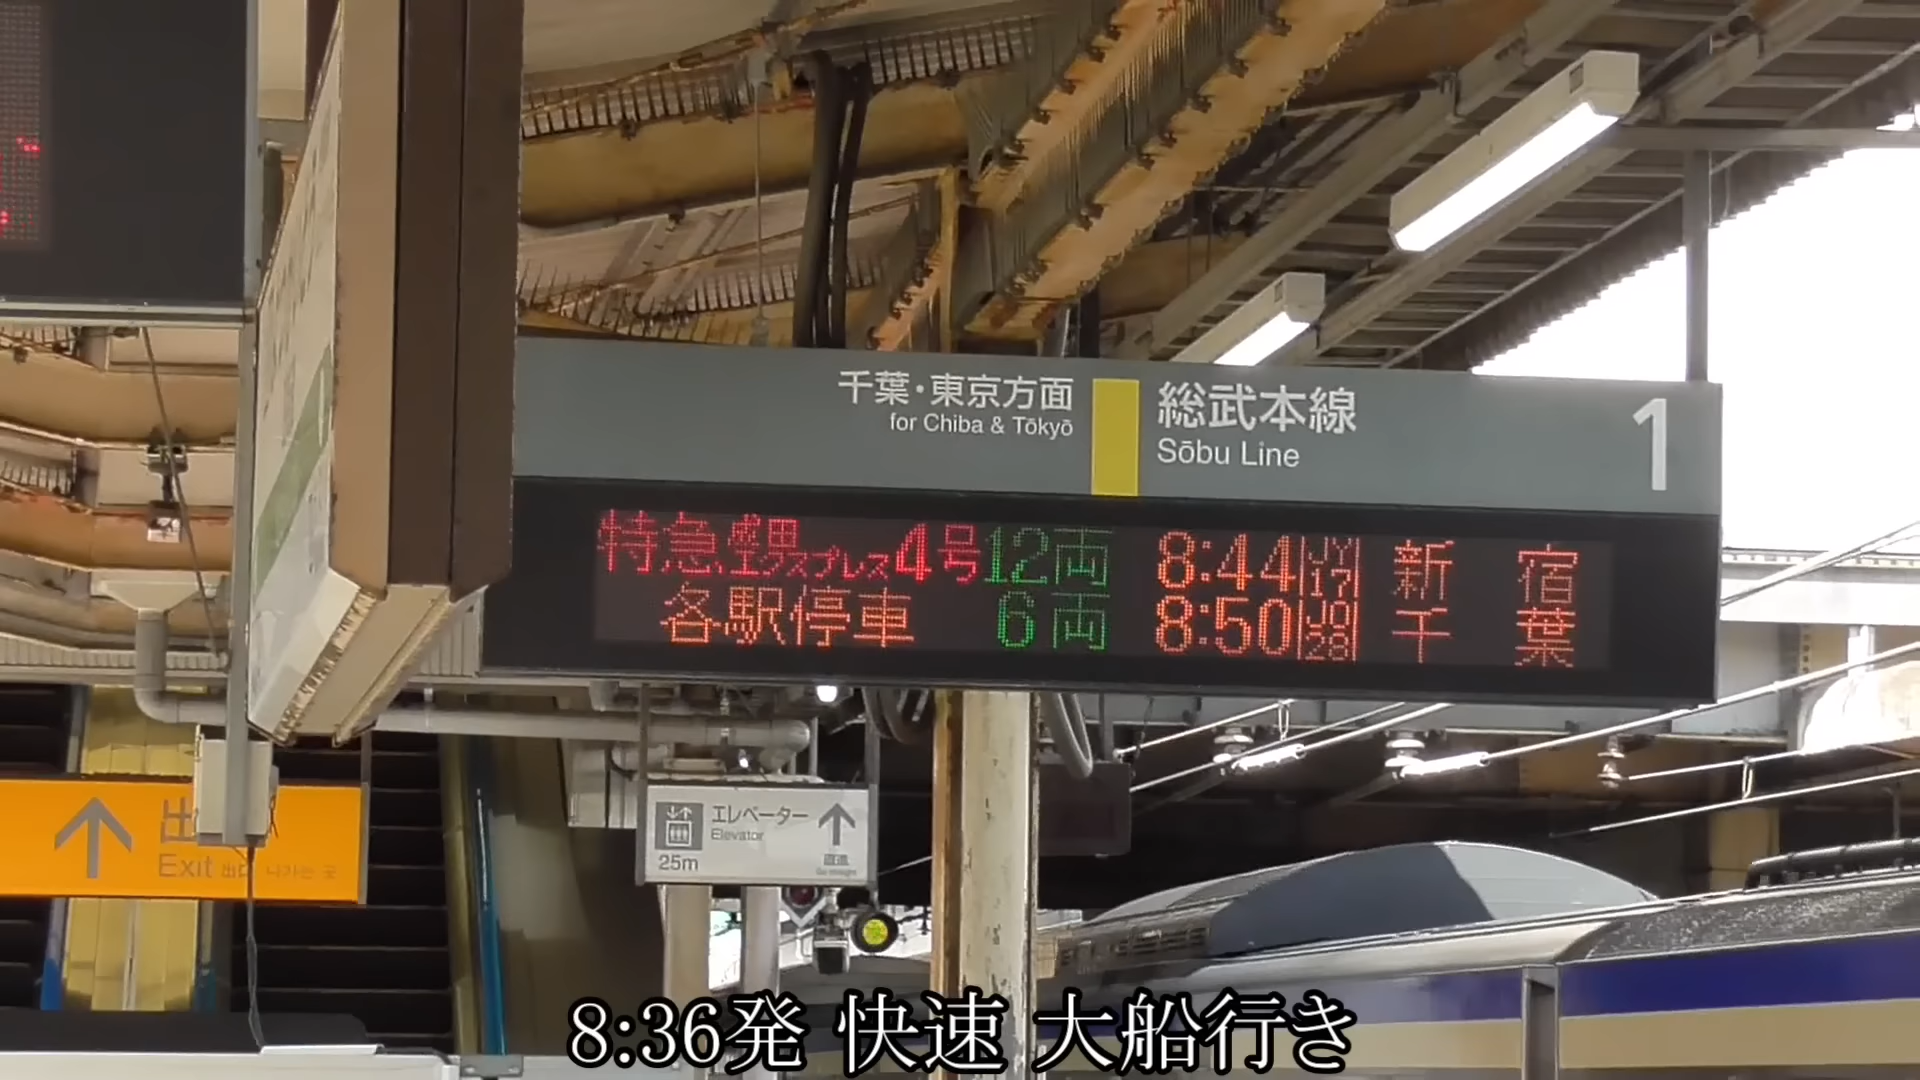 千葉・東京方面
for Chiba & Tōkyō
総武本線
Sōbu Line
1
特急 成田エクスプレス4号 12両 8:44 JY17 新宿
各駅停車 6両 8:50 JO28 千葉
Exit
エレベーター
Elevator
25m
8:36発 快速 大船行き